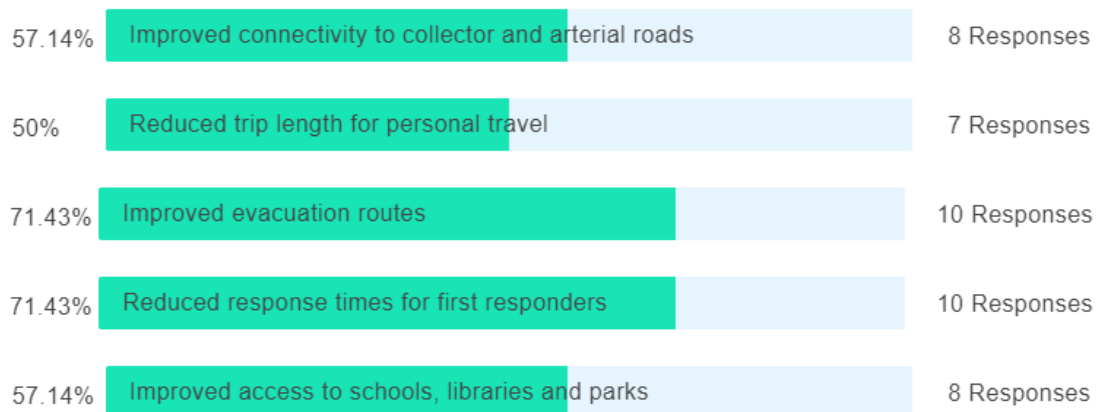 57.14% Improved connectivity to collector and arterial roads 8 Responses
50% Reduced trip length for personal travel 7 Responses
71.43% Improved evacuation routes 10 Responses
71.43% Reduced response times for first responders 10 Responses
57.14% Improved access to schools, libraries and parks 8 Responses